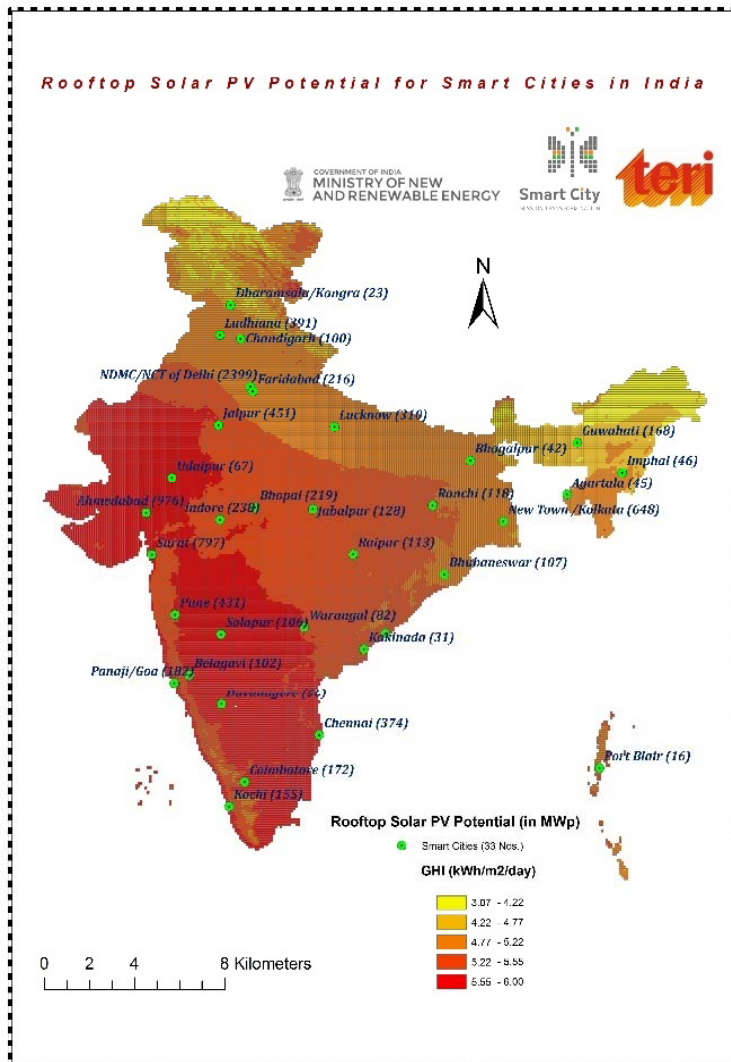 Rooftop Solar PV Potential for Smart Cities in India
GOVERNMENT OF INDIA
MINISTRY OF NEW
AND RENEWABLE ENERGY
Smart City
teri
N
Dharamsala/Kangra (23)
Ludhiana (391)
Chandigarh (100)
NDMC/NCT of Delhi (2399)
Faridabad (216)
Jaipur (451)
Lucknow (310)
Guwahati (168)
Bhagalpur (42)
Imphal (46)
Udaipur (67)
Agartala (45)
Ahmedabad (976)
Indore (238)
Bhopal (219)
Jabalpur (128)
Ranchi (118)
New Town /Kolkata (648)
Surat (797)
Raipur (113)
Bhubaneswar (107)
Pune (431)
Solapur (106)
Warangal (82)
Kakinada (31)
Panaji/Goa (182)
Belagavi (102)
Chennai (374)
Port Blair (16)
Coimbatore (172)
Kochi (155)
Rooftop Solar PV Potential (in MWp)
Smart Cities (33 Nos.)
GHI (kWh/m2/day)
3.07 - 4.22
4.22 - 4.77
4.77 - 5.22
5.22 - 5.55
5.55 - 6.00
0 2 4 8 Kilometers